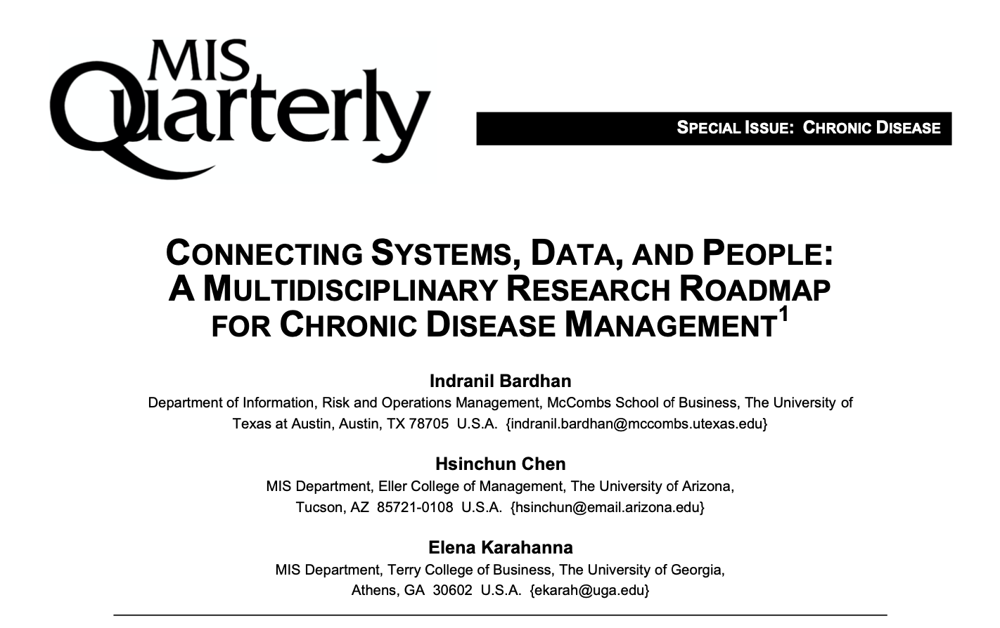 MIS
Quarterly
SPECIAL ISSUE: CHRONIC DISEASE
CONNECTING SYSTEMS, DATA, AND PEOPLE:
A MULTIDISCIPLINARY RESEARCH ROADMAP
FOR CHRONIC DISEASE MANAGEMENT1
Indranil Bardhan
Department of Information, Risk and Operations Management, McCombs School of Business, The University of
Texas at Austin, Austin, TX 78705 U.S.A. {indranil.bardhan@mccombs.utexas.edu}
Hsinchun Chen
MIS Department, Eller College of Management, The University of Arizona,
Tucson, AZ 85721-0108 U.S.A. {hsinchun@email.arizona.edu}
Elena Karahanna
MIS Department, Terry College of Business, The University of Georgia,
Athens, GA 30602 U.S.A. {ekarah@uga.edu}